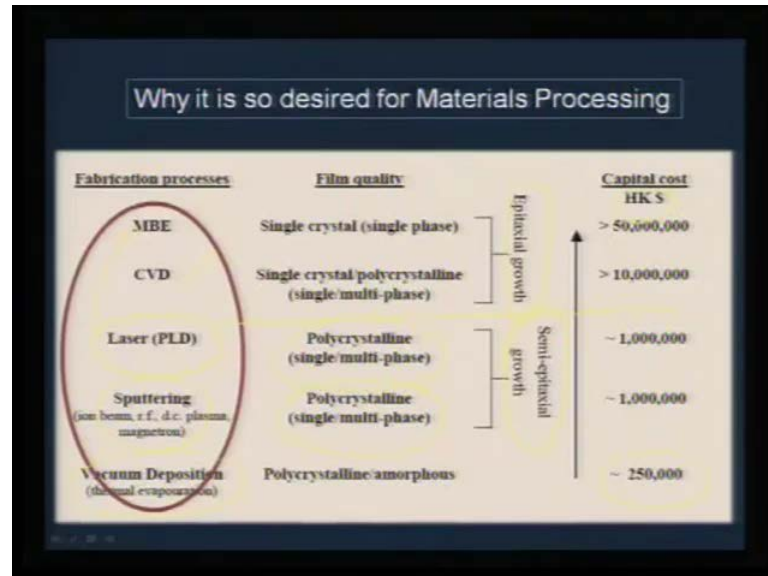 Why it is so desired for Materials Processing
Fabrication processes Film quality Capital cost
HK $
MBE Single crystal (single phase) > 50,000,000
CVD Single crystal/polycrystalline > 10,000,000
(single/multi-phase)
Epitaxial growth
Laser (PLD) Polycrystalline ~ 1,000,000
(single/multi-phase)
Sputtering Polycrystalline ~ 1,000,000
(ion beam, r.f., d.c. plasma, (single/multi-phase)
magnetron)
Semi-epitaxial
growth
Vacuum Deposition Polycrystalline/amorphous ~ 250,000
(thermal evapouration)